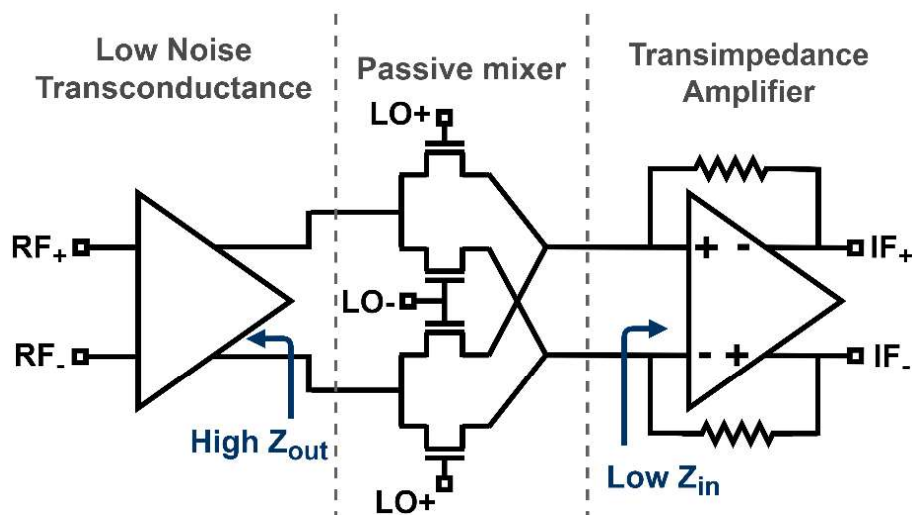 Low Noise
Transconductance
Passive mixer
Transimpedance
Amplifier
LO+
RF+
RF-
LO-
LO+
High Zout
Low Zin
+ -
- +
IF+
IF-